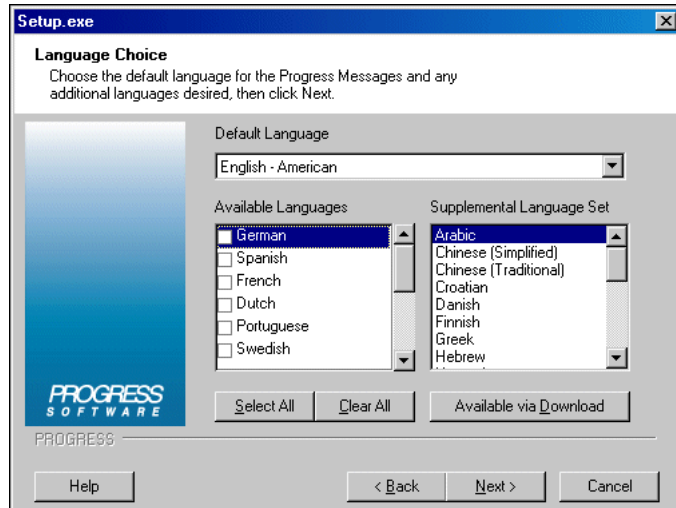 Setup.exe
Language Choice
Choose the default language for the Progress Messages and any
additional languages desired, then click Next.
Default Language
English - American
Available Languages
German
Spanish
French
Dutch
Portuguese
Swedish
Supplemental Language Set
Arabic
Chinese (Simplified)
Chinese (Traditional)
Croatian
Danish
Finnish
Greek
Hebrew
Select All
Clear All
Available via Download
PROGRESS
SOFTWARE
PROGRESS
Help
< Back
Next >
Cancel